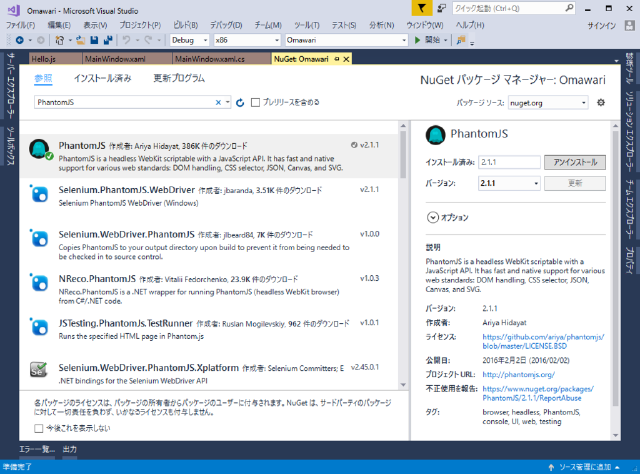 Omawari - Microsoft Visual Studio
クイック起動 (Ctrl+Q)
ファイル(F) 編集(E) 表示(V) プロジェクト(P) ビルド(B) デバッグ(D) チーム(M) ツール(T) テスト(S) 分析(N) ウィンドウ(W) ヘルプ(H) サインイン
Debug x86 Omawari 開始
Hello.js MainWindow.xaml MainWindow.xaml.cs NuGet: Omawari
サーバー エクスプローラー
ツールボックス
参照 インストール済み 更新プログラム
NuGet パッケージ マネージャー: Omawari
PhantomJS
プレリリースを含める
パッケージ ソース: nuget.org
PhantomJS 作成者: Ariya Hidayat, 386K 件のダウンロード v2.1.1
PhantomJS is a headless WebKit scriptable with a JavaScript API. It has fast and native
support for various web standards: DOM handling, CSS selector, JSON, Canvas, and SVG.
Selenium.PhantomJS.WebDriver 作成者: jbaranda, 3.51K 件のダウンロード v2.1.1
Selenium PhantomJS WebDriver (Windows)
Selenium.WebDriver.PhantomJS 作成者: jlbeard84, 7K 件のダウンロード v1.0.0
Copies PhantomJS to your output directory upon build to prevent it from being needed to
be checked in to source control.
NReco.PhantomJS 作成者: Vitalii Fedorchenko, 23.9K 件のダウンロード v1.0.3
NReco.PhantomJS is a .NET wrapper for running PhantomJS (headless WebKit browser)
from C#/.NET code.
JSTesting.PhantomJs.TestRunner 作成者: Ruslan Mogilevskiy, 962 件のダウンロード v1.0.1
Runs the specified HTML page in Phantom.js
Selenium.WebDriver.PhantomJS.Xplatform 作成者: Selenium Committers; E v2.45.0.1
.NET bindings for the Selenium WebDriver API
各パッケージのライセンスは、パッケージの所有者からパッケージのユーザーに付与されます。NuGet は、サードパーティのパッケージ
に対して一切責任を負わず、いかなるライセンスも付与しません。
今後これを表示しない
PhantomJS
インストール済み: 2.1.1 アンインストール
バージョン: 2.1.1 更新
オプション
説明
PhantomJS is a headless WebKit scriptable with a
JavaScript API. It has fast and native support for various
web standards: DOM handling, CSS selector, JSON,
Canvas, and SVG.
バージョン: 2.1.1
作成者: Ariya Hidayat
ライセンス: https://github.com/ariya/phantomjs/
blob/master/LICENSE.BSD
公開日: 2016年2月2日 (2016/02/02)
プロジェクト URL: http://phantomjs.org/
不正使用を報告: https://www.nuget.org/packages/
PhantomJS/2.1.1/ReportAbuse
タグ: browser, headless, PhantomJS,
console, UI, web, testing
診断ツール
ソリューション エクスプローラー
チーム エクスプローラー
プロパティ
エラー一覧... 出力
準備完了 ソース管理に追加